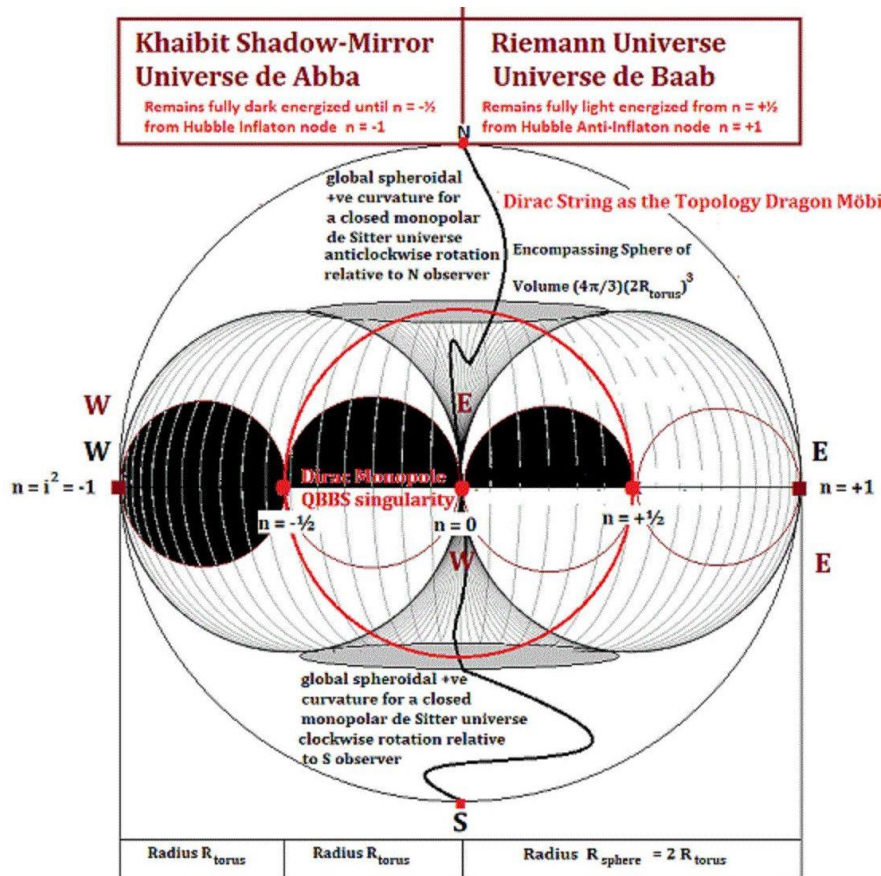 Khaibit Shadow-Mirror
Universe de Abba
Remains fully dark energized until n = -½
from Hubble Inflaton node n = -1
Riemann Universe
Universe de Baab
Remains fully light energized from n = +½
from Hubble Anti-Inflaton node n = +1
N
global spheroidal
+ve curvature for
a closed monopolar
de Sitter universe
anticlockwise rotation
relative to N observer
Dirac String as the Topology Dragon Möbi
Encompassing Sphere of
Volume (4π/3)(2R_torus)³
W
W
E
E
n = i² = -1
Dirac Monopole
QBBS singularity
n = +1
n = -½
n = 0
n = +½
W
E
global spheroidal +ve
curvature for a closed
monopolar de Sitter universe
clockwise rotation relative
to S observer
S
Radius R_torus
Radius R_torus
Radius R_sphere = 2 R_torus